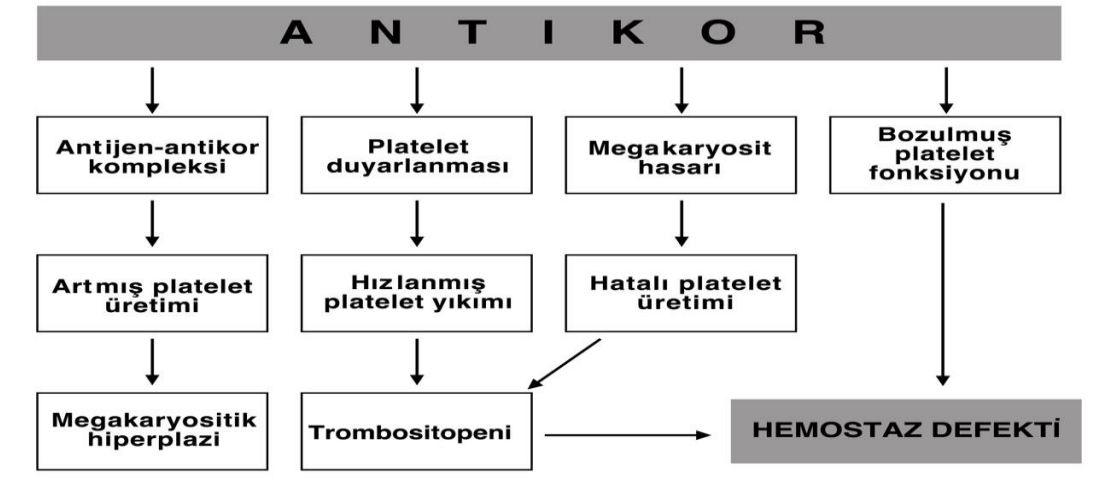 ANTIKOR
Antijen-antikor
kompleksi
Platelet
duyarlanması
Megakaryosit
hasarı
Bozulmuş
platelet
fonksiyonu
Artmış platelet
üretimi
Hızlanmış
platelet yıkımı
Hatalı platelet
üretimi
Megakaryositik
hiperplazi
Trombositopeni
HEMOSTAZ DEFEKTİ